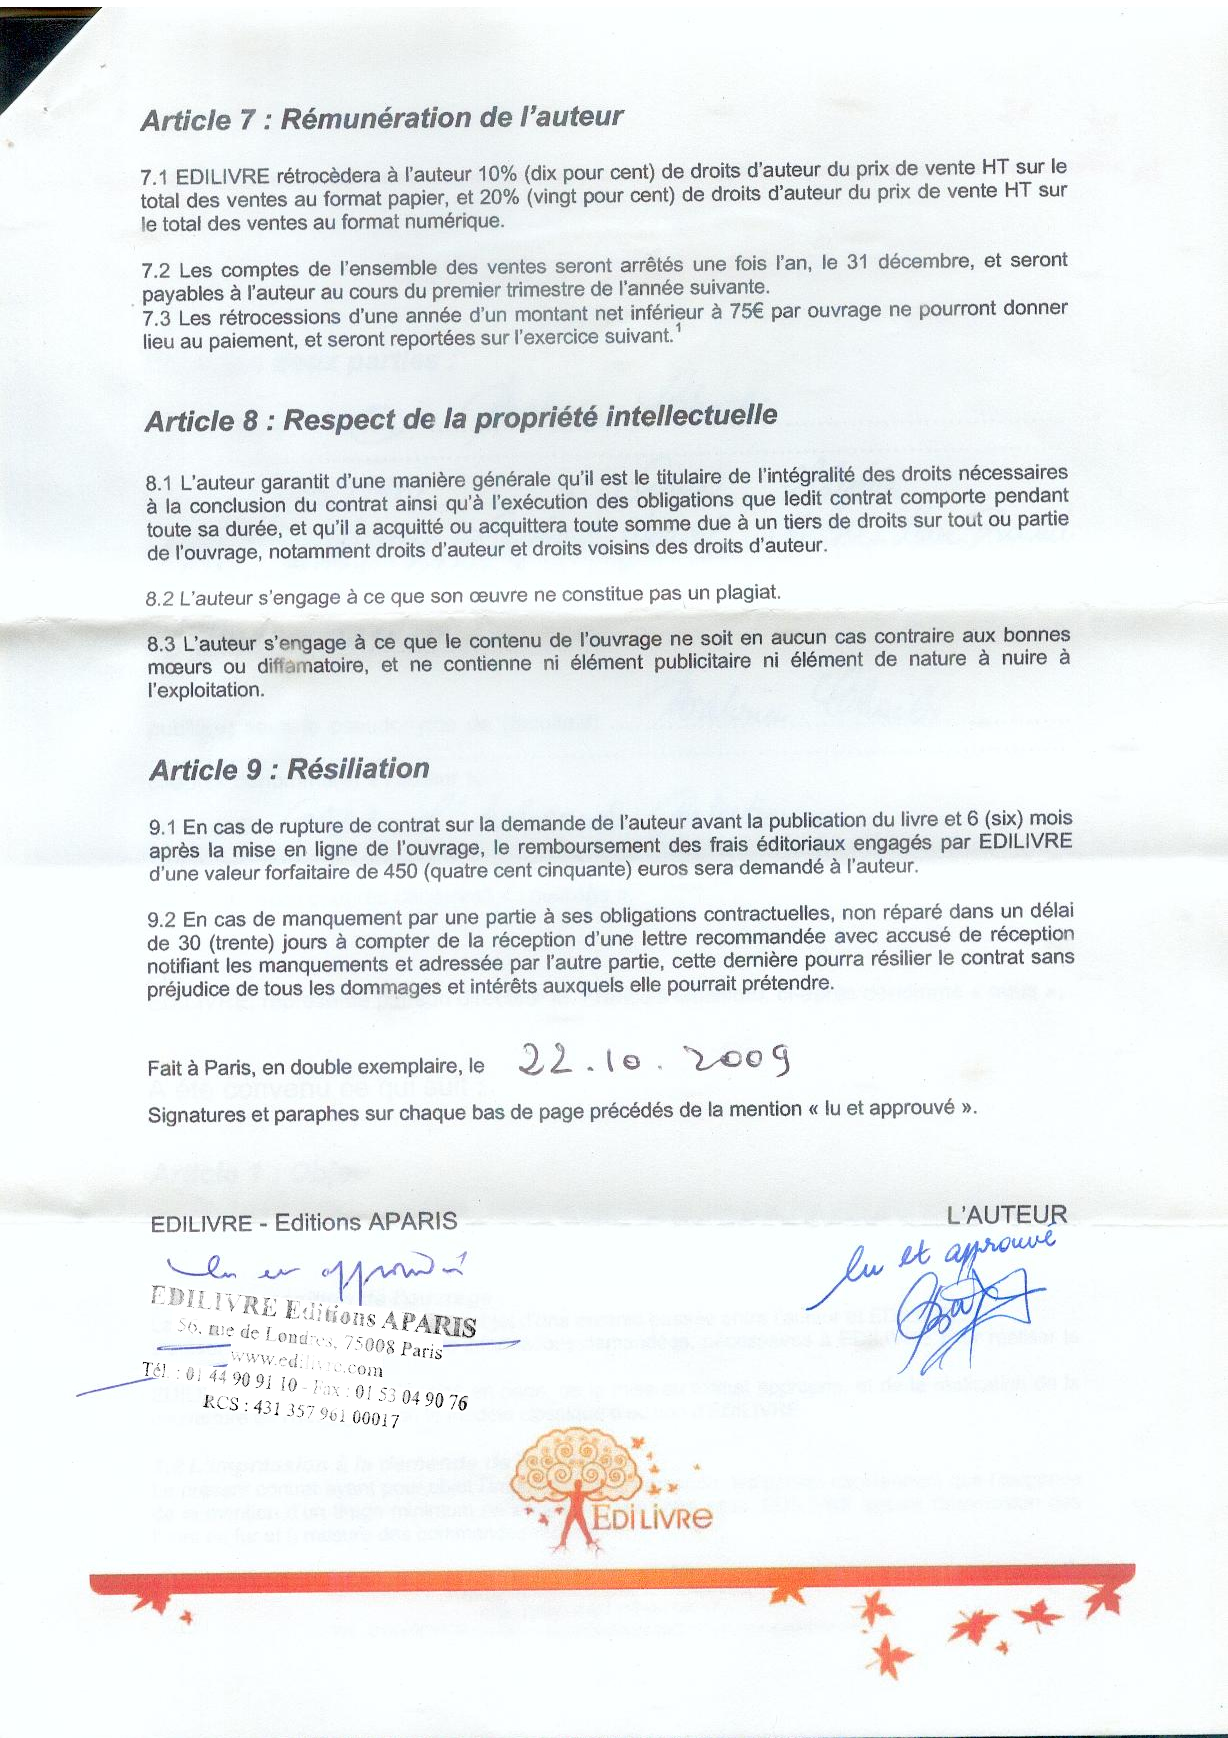 Article 7 : Rémunération de l'auteur
7.1 EDILIVRE rétrocèdera à l'auteur 10% (dix pour cent) de droits d'auteur du prix de vente HT sur le
total des ventes au format papier, et 20% (vingt pour cent) de droits d'auteur du prix de vente HT sur
le total des ventes au format numérique.
7.2 Les comptes de l'ensemble des ventes seront arrêtés une fois l'an, le 31 décembre, et seront
payables à l'auteur au cours du premier trimestre de l'année suivante.
7.3 Les rétrocessions d'une année d'un montant net inférieur à 75€ par ouvrage ne pourront donner
lieu au paiement, et seront reportées sur l'exercice suivant.¹
Article 8 : Respect de la propriété intellectuelle
8.1 L'auteur garantit d'une manière générale qu'il est le titulaire de l'intégralité des droits nécessaires
à la conclusion du contrat ainsi qu'à l'exécution des obligations que ledit contrat comporte pendant
toute sa durée, et qu'il a acquitté ou acquittera toute somme due à un tiers de droits sur tout ou partie
de l'ouvrage, notamment droits d'auteur et droits voisins des droits d'auteur.
8.2 L'auteur s'engage à ce que son œuvre ne constitue pas un plagiat.
8.3 L'auteur s'engage à ce que le contenu de l'ouvrage ne soit en aucun cas contraire aux bonnes
mœurs ou diffamatoire, et ne contienne ni élément publicitaire ni élément de nature à nuire à
l'exploitation.
Article 9 : Résiliation
9.1 En cas de rupture de contrat sur la demande de l'auteur avant la publication du livre et 6 (six) mois
après la mise en ligne de l'ouvrage, le remboursement des frais éditoriaux engagés par EDILIVRE
d'une valeur forfaitaire de 450 (quatre cent cinquante) euros sera demandé à l'auteur.
9.2 En cas de manquement par une partie à ses obligations contractuelles, non réparé dans un délai
de 30 (trente) jours à compter de la réception d'une lettre recommandée avec accusé de réception
notifiant les manquements et adressée par l'autre partie, cette dernière pourra résilier le contrat sans
préjudice de tous les dommages et intérêts auxquels elle pourrait prétendre.
Fait à Paris, en double exemplaire, le 22.10.2009
Signatures et paraphes sur chaque bas de page précédés de la mention « lu et approuvé ».
EDILIVRE - Editions APARIS
L'AUTEUR
lu et approuvé
lu et approuvé
EDILIVRE Editions APARIS
56, rue de Londres, 75008 Paris
www.edilivre.com
Tél. : 01 44 90 91 10 - Fax : 01 53 04 90 76
RCS : 431 357 961 00017
EDILIVRE